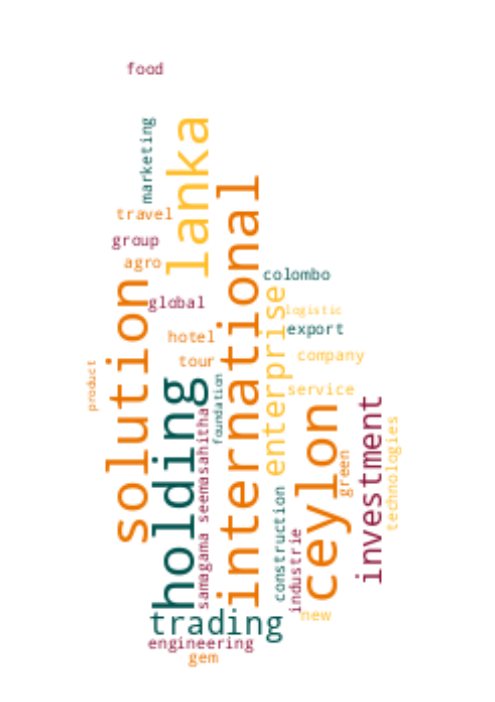 food
marketing
lanka
travel
international
group
agro
colombo
solution
global
enterprise
logistic
export
hotel
company
tour
product
holding
foundation
service
samagama seemasahitha
ceylon
investment
technologies
green
construction
industrie
trading
new
engineering
gem